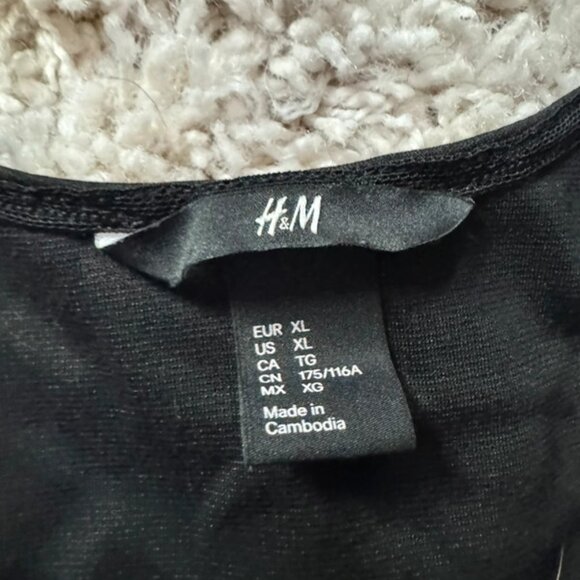 H&M
EUR XL
US XL
CA TG
CN 175/116A
MX XG
Made in
Cambodia